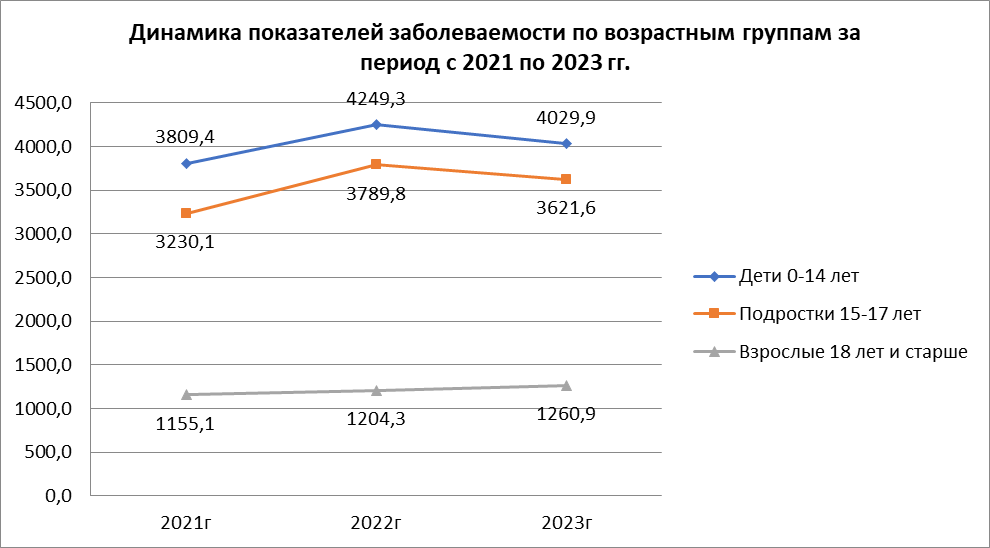 Динамика показателей заболеваемости по возрастным группам за
период с 2021 по 2023 гг.
4500,0
4000,0
3500,0
3000,0
2500,0
2000,0
1500,0
1000,0
500,0
0,0
3809,4
4249,3
4029,9
3230,1
3789,8
3621,6
1155,1
1204,3
1260,9
2021г
2022г
2023г
Дети 0-14 лет
Подростки 15-17 лет
Взрослые 18 лет и старше